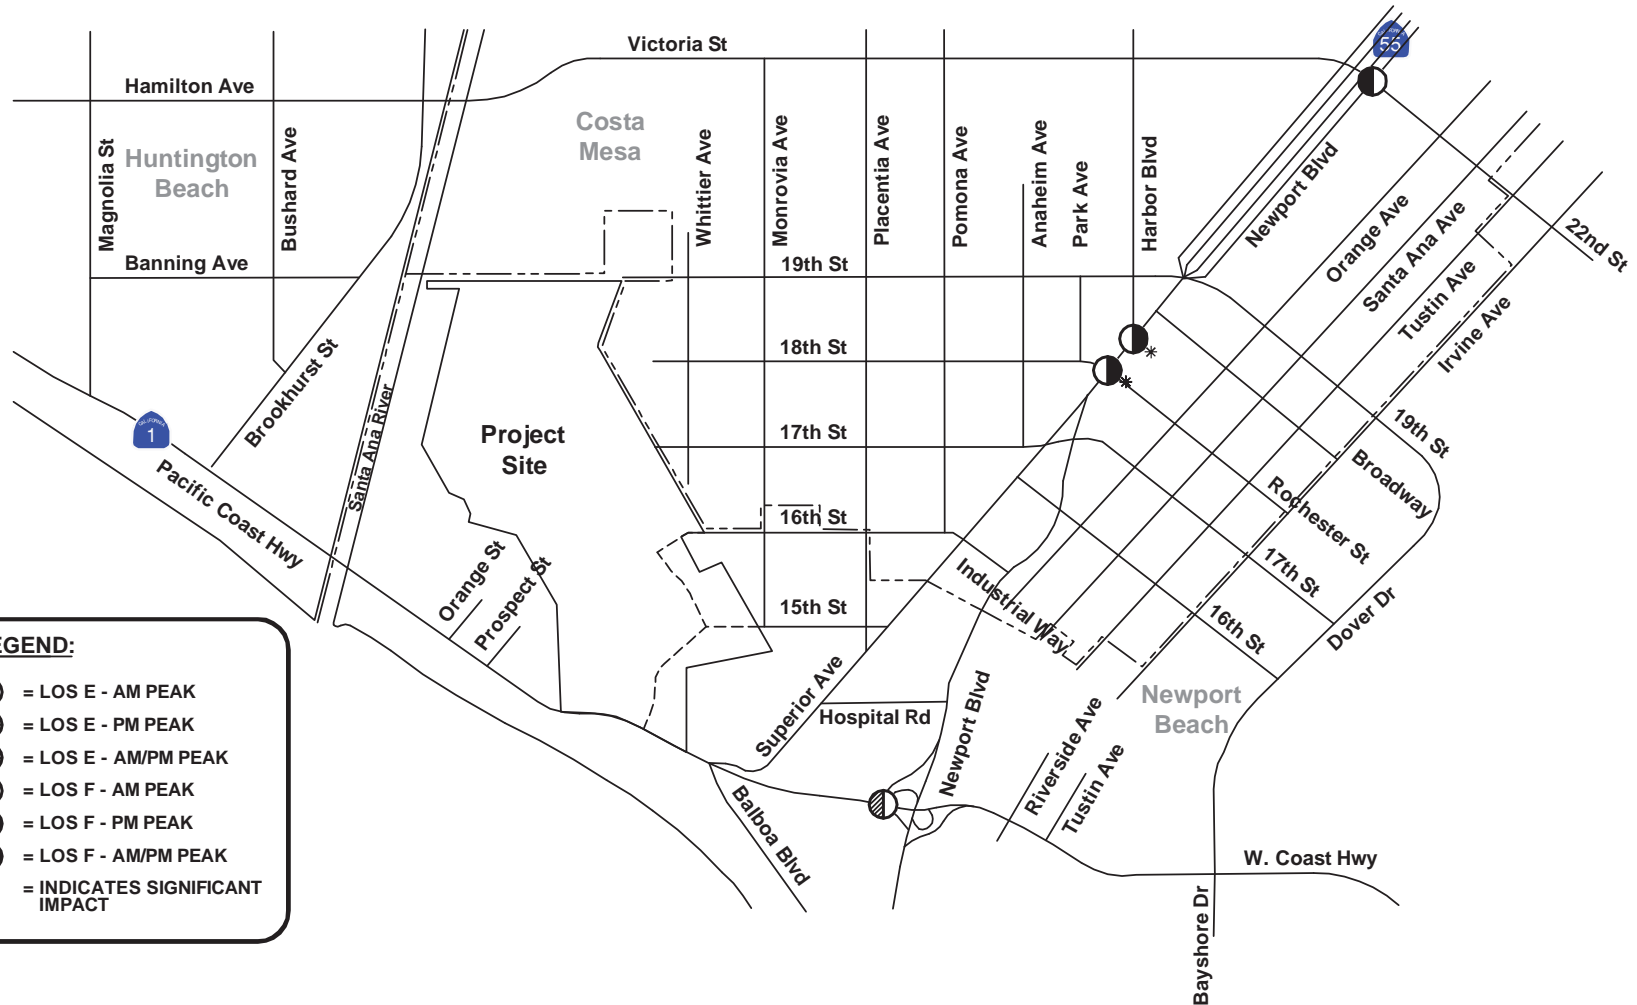 Victoria St
55
Hamilton Ave
Costa
Mesa
Huntington
Beach
Magnolia St
Bushard Ave
Whittier Ave
Monrovia Ave
Placentia Ave
Pomona Ave
Anaheim Ave
Park Ave
Harbor Blvd
Newport Blvd
Orange Ave
Santa Ana Ave
Tustin Ave
Irvine Ave
22nd St
Banning Ave
19th St
18th St
17th St
16th St
15th St
Brookhurst St
Santa Ana River
CALIFORNIA
1
Pacific Coast Hwy
Project
Site
Orange St
Prospect St
19th St
Broadway
Rochester St
17th St
16th St
Dover Dr
Industrial Way
Superior Ave
Hospital Rd
Newport Blvd
Newport
Beach
Riverside Ave
Tustin Ave
Balboa Blvd
W. Coast Hwy
Bayshore Dr
EGEND:
= LOS E - AM PEAK
= LOS E - PM PEAK
= LOS E - AM/PM PEAK
= LOS F - AM PEAK
= LOS F - PM PEAK
= LOS F - AM/PM PEAK
= INDICATES SIGNIFICANT
IMPACT